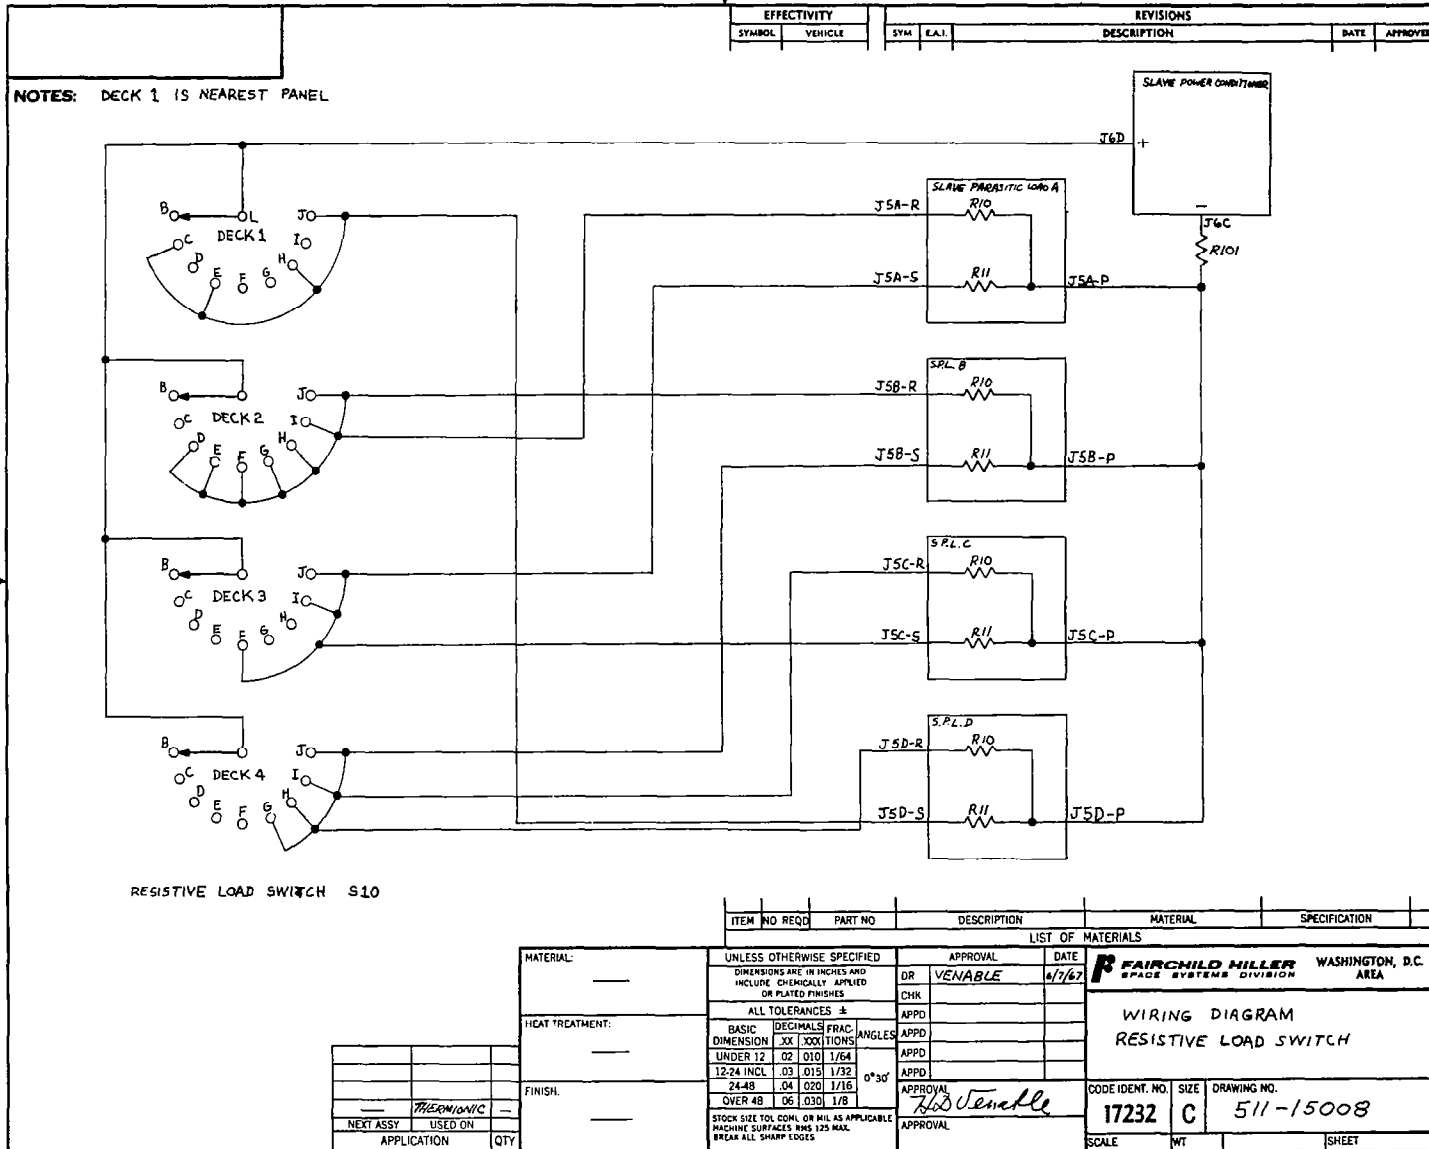 EFFECTIVITY
SYMBOL VEHICLE
REVISIONS
SYM E.A.I. DESCRIPTION DATE APPROVED
NOTES: DECK 1 IS NEAREST PANEL
SLAVE POWER CONDITIONER
J6D +
−
J6C
R101
B L J
C DECK 1 I
D E F G H
SLAVE PARASITIC LOAD A
J5A-R R10
J5A-S R11 J5A-P
B J
C DECK 2 I
D E F G H
S.P.L. B
J5B-R R10
J5B-S R11 J5B-P
B J
C DECK 3 I
D E F G H
S.P.L. C
J5C-R R10
J5C-S R11 J5C-P
B J
C DECK 4 I
D E F G H
S.P.L. D
J5D-R R10
J5D-S R11 J5D-P
RESISTIVE LOAD SWITCH S10
ITEM NO REQD PART NO DESCRIPTION MATERIAL SPECIFICATION
LIST OF MATERIALS
MATERIAL:
HEAT TREATMENT:
FINISH.
THERMIONIC
NEXT ASSY USED ON
APPLICATION QTY
UNLESS OTHERWISE SPECIFIED
DIMENSIONS ARE IN INCHES AND
INCLUDE CHEMICALLY APPLIED
OR PLATED FINISHES
ALL TOLERANCES ±
BASIC DIMENSION DECIMALS .XX .XXX FRAC-TIONS ANGLES
UNDER 12 .02 .010 1/64
12-24 INCL .03 .015 1/32
24-48 .04 .020 1/16
OVER 48 .06 .030 1/8
0°30'
STOCK SIZE TOL COML OR MIL AS APPLICABLE
MACHINE SURFACES RMS 125 MAX.
BREAK ALL SHARP EDGES
APPROVAL DATE
DR VENABLE 6/7/67
CHK
APPD
APPD
APPD
APPD
APPROVAL
HB Venable
APPROVAL
FAIRCHILD HILLER
SPACE SYSTEMS DIVISION
WASHINGTON, D.C.
AREA
WIRING DIAGRAM
RESISTIVE LOAD SWITCH
CODE IDENT. NO. SIZE DRAWING NO.
17232 C 511-15008
SCALE WT SHEET